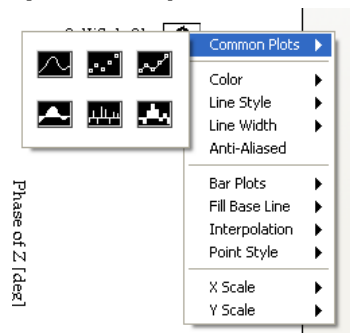 Common Plots
Color
Line Style
Line Width
Anti-Aliased
Bar Plots
Fill Base Line
Interpolation
Point Style
X Scale
Y Scale
Phase of Z [deg]